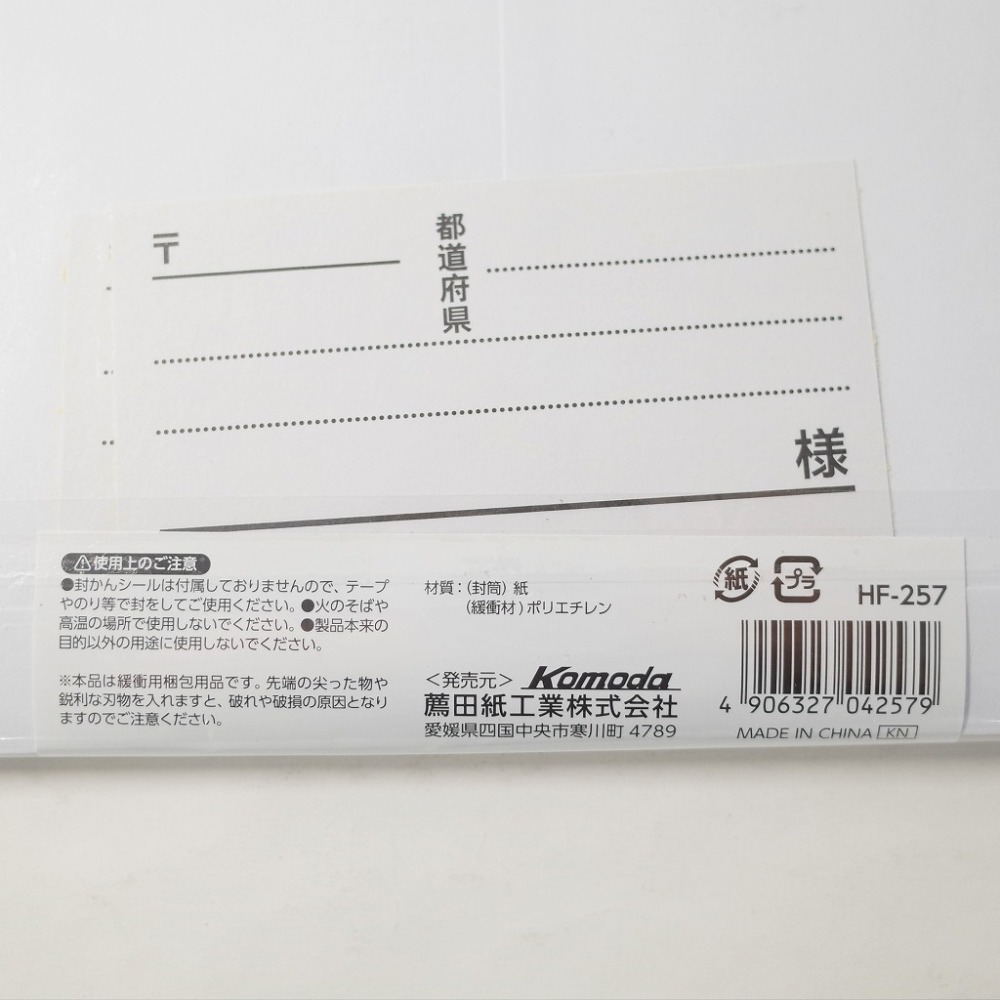 〒
都道府県
様
使用上のご注意
●封かんシールは付属しておりませんので、テープ
やのり等で封をしてご使用ください。●火のそばや
高温の場所で使用しないでください。●製品本来の
目的以外の用途に使用しないでください。
※本品は緩衝用梱包用品です。先端の尖った物や
鋭利な刃物を入れますと、破れや破損の原因となり
ますのでご注意ください。
材質：(封筒) 紙
(緩衝材) ポリエチレン
＜発売元＞ Komoda
薦田紙工業株式会社
愛媛県四国中央市寒川町 4789
紙 プラ HF-257
4 906327 042579
MADE IN CHINA KN